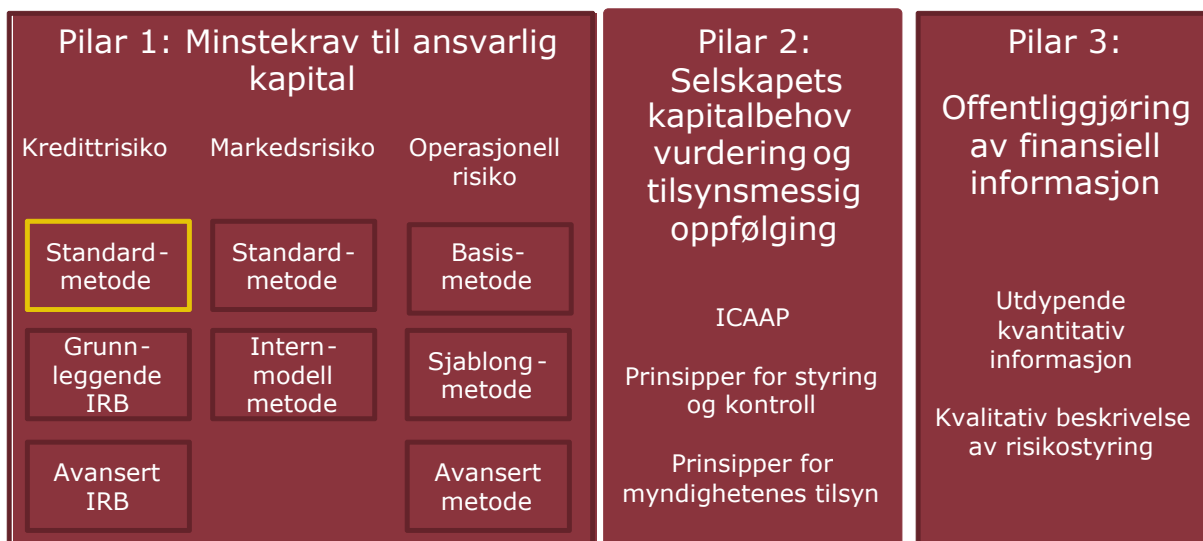 Pilar 1: Minstekrav til ansvarlig
kapital
Kredittrisiko
Markedsrisiko
Operasjonell
risiko
Standard-
metode
Standard-
metode
Basis-
metode
Grunn-
leggende
IRB
Intern-
modell
metode
Sjablong-
metode
Avansert
IRB
Avansert
metode
Pilar 2:
Selskapets
kapitalbehov
vurdering og
tilsynsmessig
oppfølging
ICAAP
Prinsipper for styring
og kontroll
Prinsipper for
myndighetenes tilsyn
Pilar 3:
Offentliggjøring
av finansiell
informasjon
Utdypende
kvantitativ
informasjon
Kvalitativ beskrivelse
av risikostyring